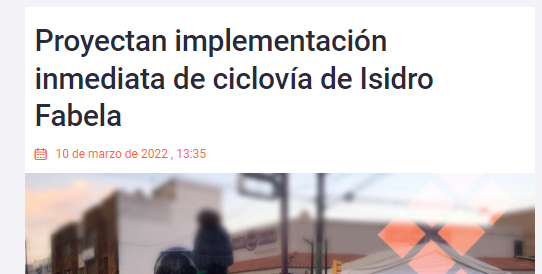 Proyectan implementación
inmediata de ciclovía de Isidro
Fabela
10 de marzo de 2022 , 13:35